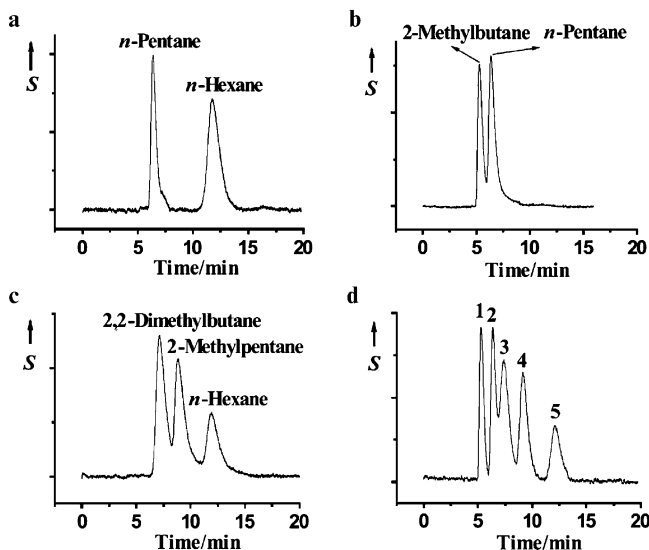 a
n-Pentane
n-Hexane
S
0 5 10 15 20
Time/min
b
2-Methylbutane
n-Pentane
S
0 5 10 15 20
Time/min
c
2,2-Dimethylbutane
2-Methylpentane
n-Hexane
S
0 5 10 15 20
Time/min
d
1 2 3 4 5
S
0 5 10 15 20
Time/min